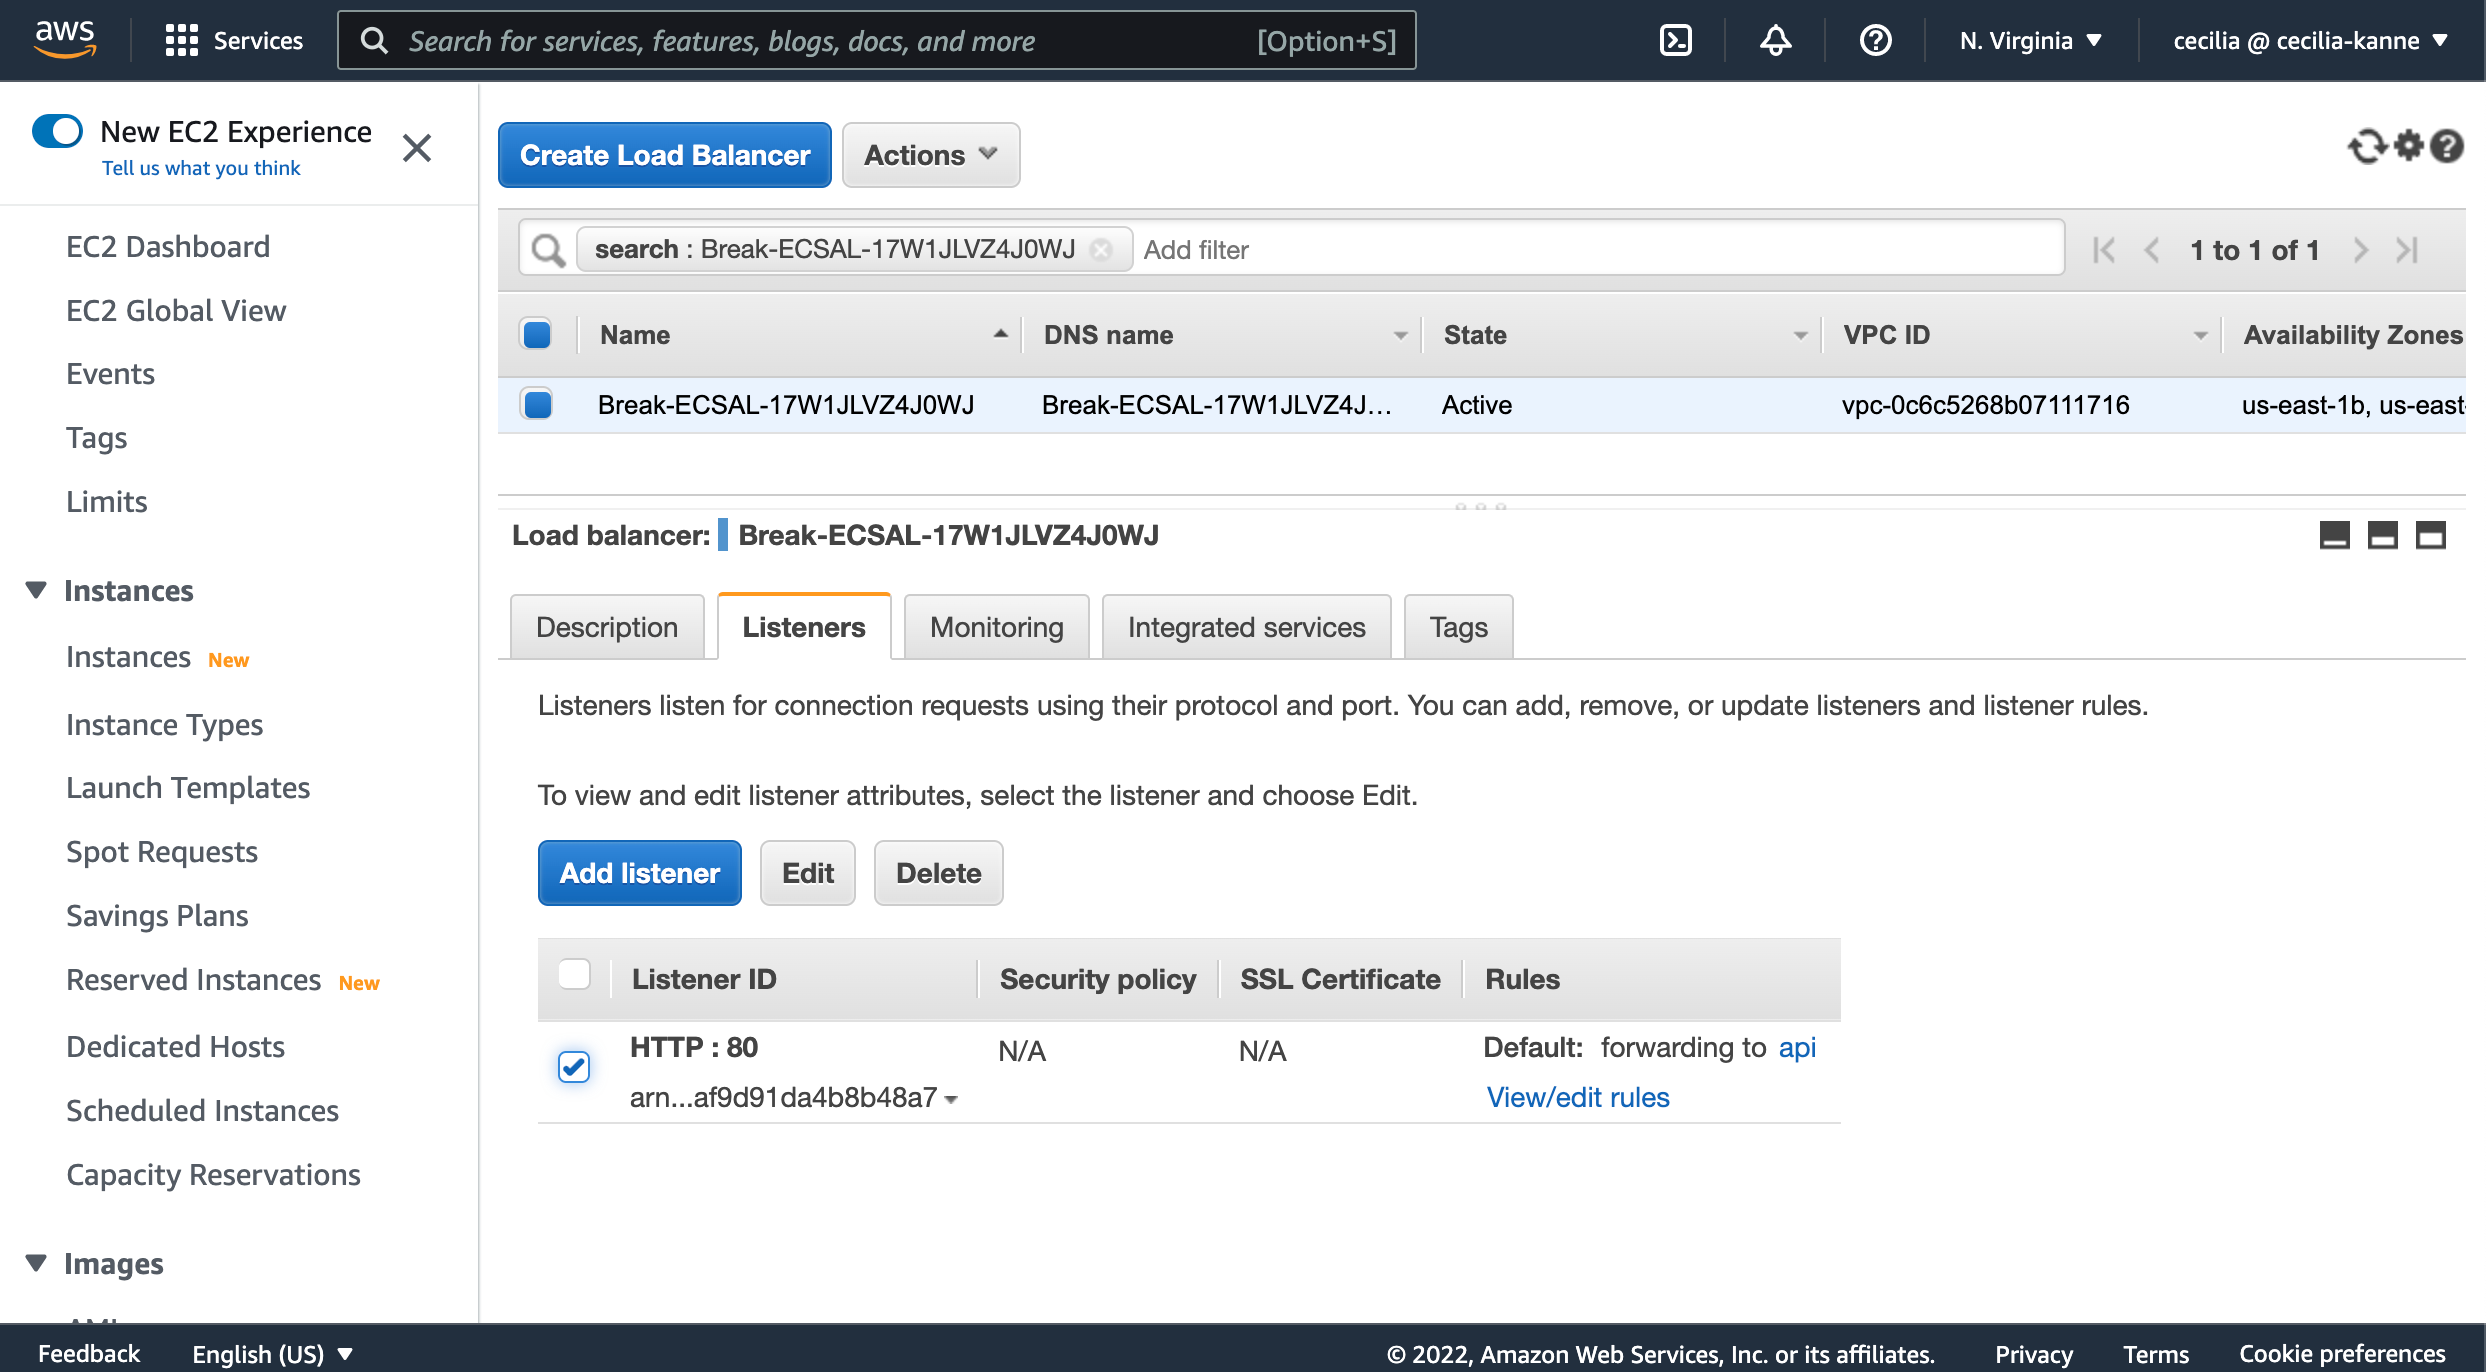 aws
Services
Search for services, features, blogs, docs, and more
[Option+S]
N. Virginia
cecilia @ cecilia-kanne
New EC2 Experience
Tell us what you think
EC2 Dashboard
EC2 Global View
Events
Tags
Limits
Instances
Instances New
Instance Types
Launch Templates
Spot Requests
Savings Plans
Reserved Instances New
Dedicated Hosts
Scheduled Instances
Capacity Reservations
Images
Create Load Balancer
Actions
search : Break-ECSAL-17W1JLVZ4J0WJ
Add filter
1 to 1 of 1
Name DNS name State VPC ID Availability Zones
Break-ECSAL-17W1JLVZ4J0WJ Break-ECSAL-17W1JLVZ4J... Active vpc-0c6c5268b07111716 us-east-1b, us-east-
Load balancer: Break-ECSAL-17W1JLVZ4J0WJ
Description Listeners Monitoring Integrated services Tags
Listeners listen for connection requests using their protocol and port. You can add, remove, or update listeners and listener rules.
To view and edit listener attributes, select the listener and choose Edit.
Add listener Edit Delete
Listener ID Security policy SSL Certificate Rules
HTTP : 80 N/A N/A Default: forwarding to api
arn...af9d91da4b8b48a7 View/edit rules
Feedback English (US)
© 2022, Amazon Web Services, Inc. or its affiliates. Privacy Terms Cookie preferences